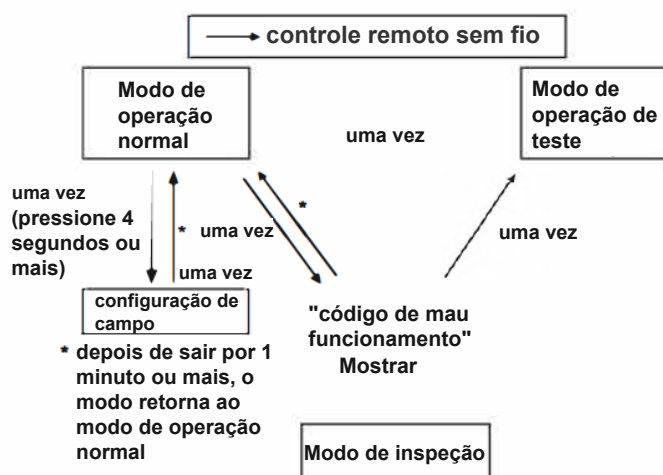 controle remoto sem fio
Modo de
operação
normal
Modo de
operação de
teste
uma vez
uma vez
(pressione 4
segundos ou
mais)
* uma vez
*
uma vez
uma vez
configuração de
campo
"código de mau
funcionamento"
Mostrar
* depois de sair por 1
minuto ou mais, o
modo retorna ao
modo de operação
normal
Modo de inspeção